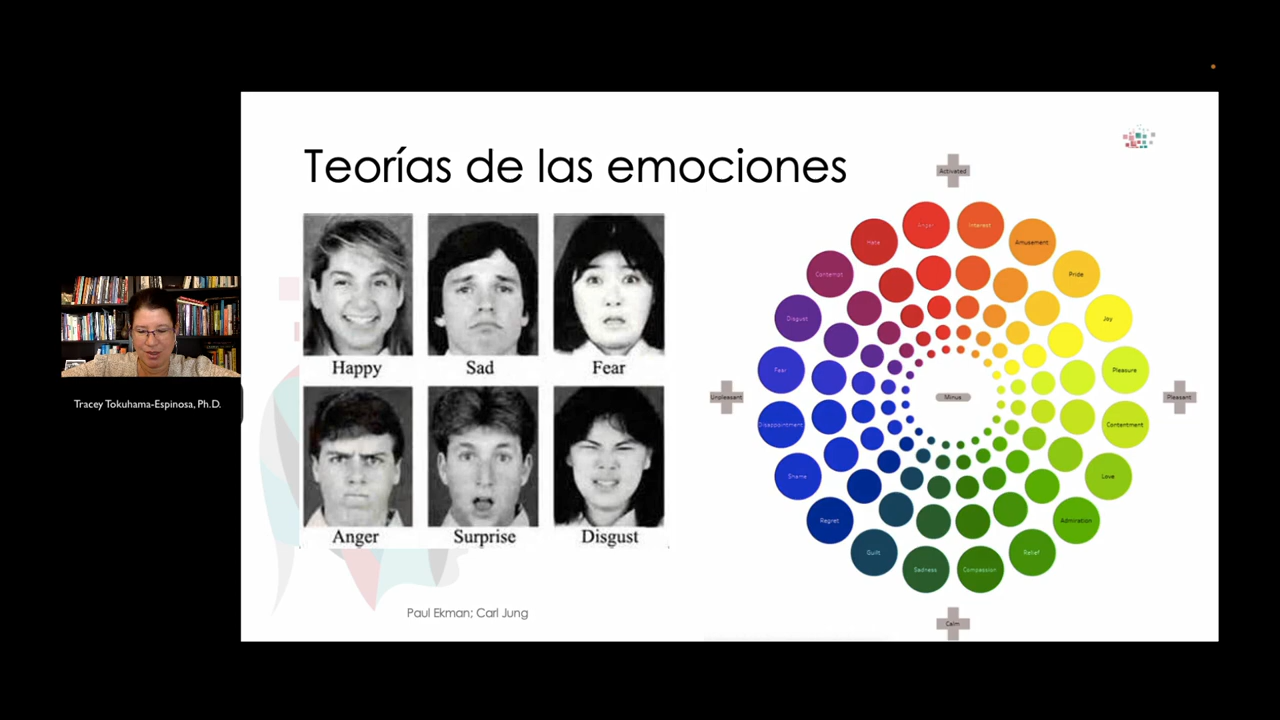 Teorías de las emociones
Happy
Sad
Fear
Anger
Surprise
Disgust
Paul Ekman; Carl Jung
Tracey Tokuhama-Espinosa, Ph.D.
Activated
Anger
Interest
Hate
Amusement
Contempt
Pride
Disgust
Joy
Fear
Pleasure
Unpleasant
Minus
Pleasant
Disappointment
Contentment
Shame
Love
Regret
Admiration
Guilt
Relief
Sadness
Compassion
Calm